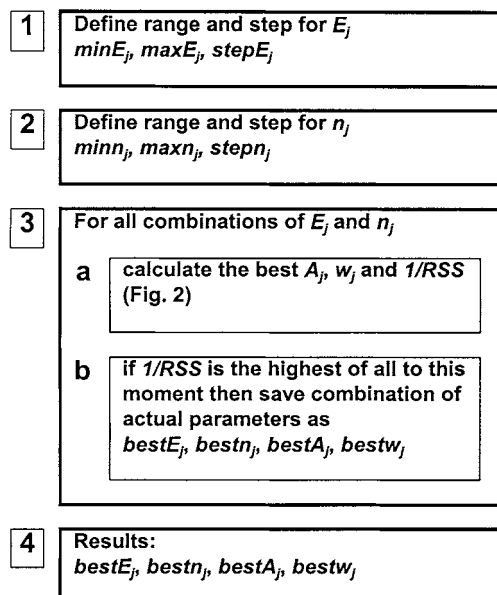 1
Define range and step for Ej
minEj, maxEj, stepEj
2
Define range and step for nj
minnj, maxnj, stepnj
3
For all combinations of Ej and nj
a
calculate the best Aj, wj and 1/RSS
(Fig. 2)
b
if 1/RSS is the highest of all to this
moment then save combination of
actual parameters as
bestEj, bestnj, bestAj, bestwj
4
Results:
bestEj, bestnj, bestAj, bestwj